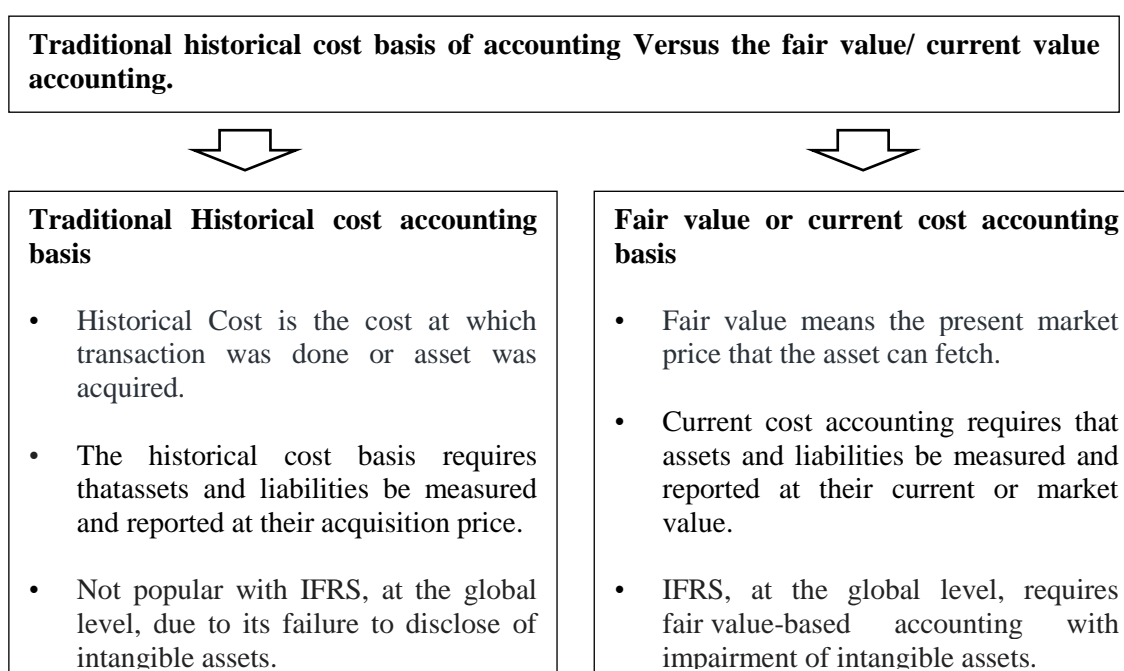 Traditional historical cost basis of accounting Versus the fair value/ current value
accounting.
Traditional Historical cost accounting
basis
• Historical Cost is the cost at which
transaction was done or asset was
acquired.
• The historical cost basis requires
thatassets and liabilities be measured
and reported at their acquisition price.
• Not popular with IFRS, at the global
level, due to its failure to disclose of
intangible assets.
Fair value or current cost accounting
basis
• Fair value means the present market
price that the asset can fetch.
• Current cost accounting requires that
assets and liabilities be measured and
reported at their current or market
value.
• IFRS, at the global level, requires
fair value-based accounting with
impairment of intangible assets.